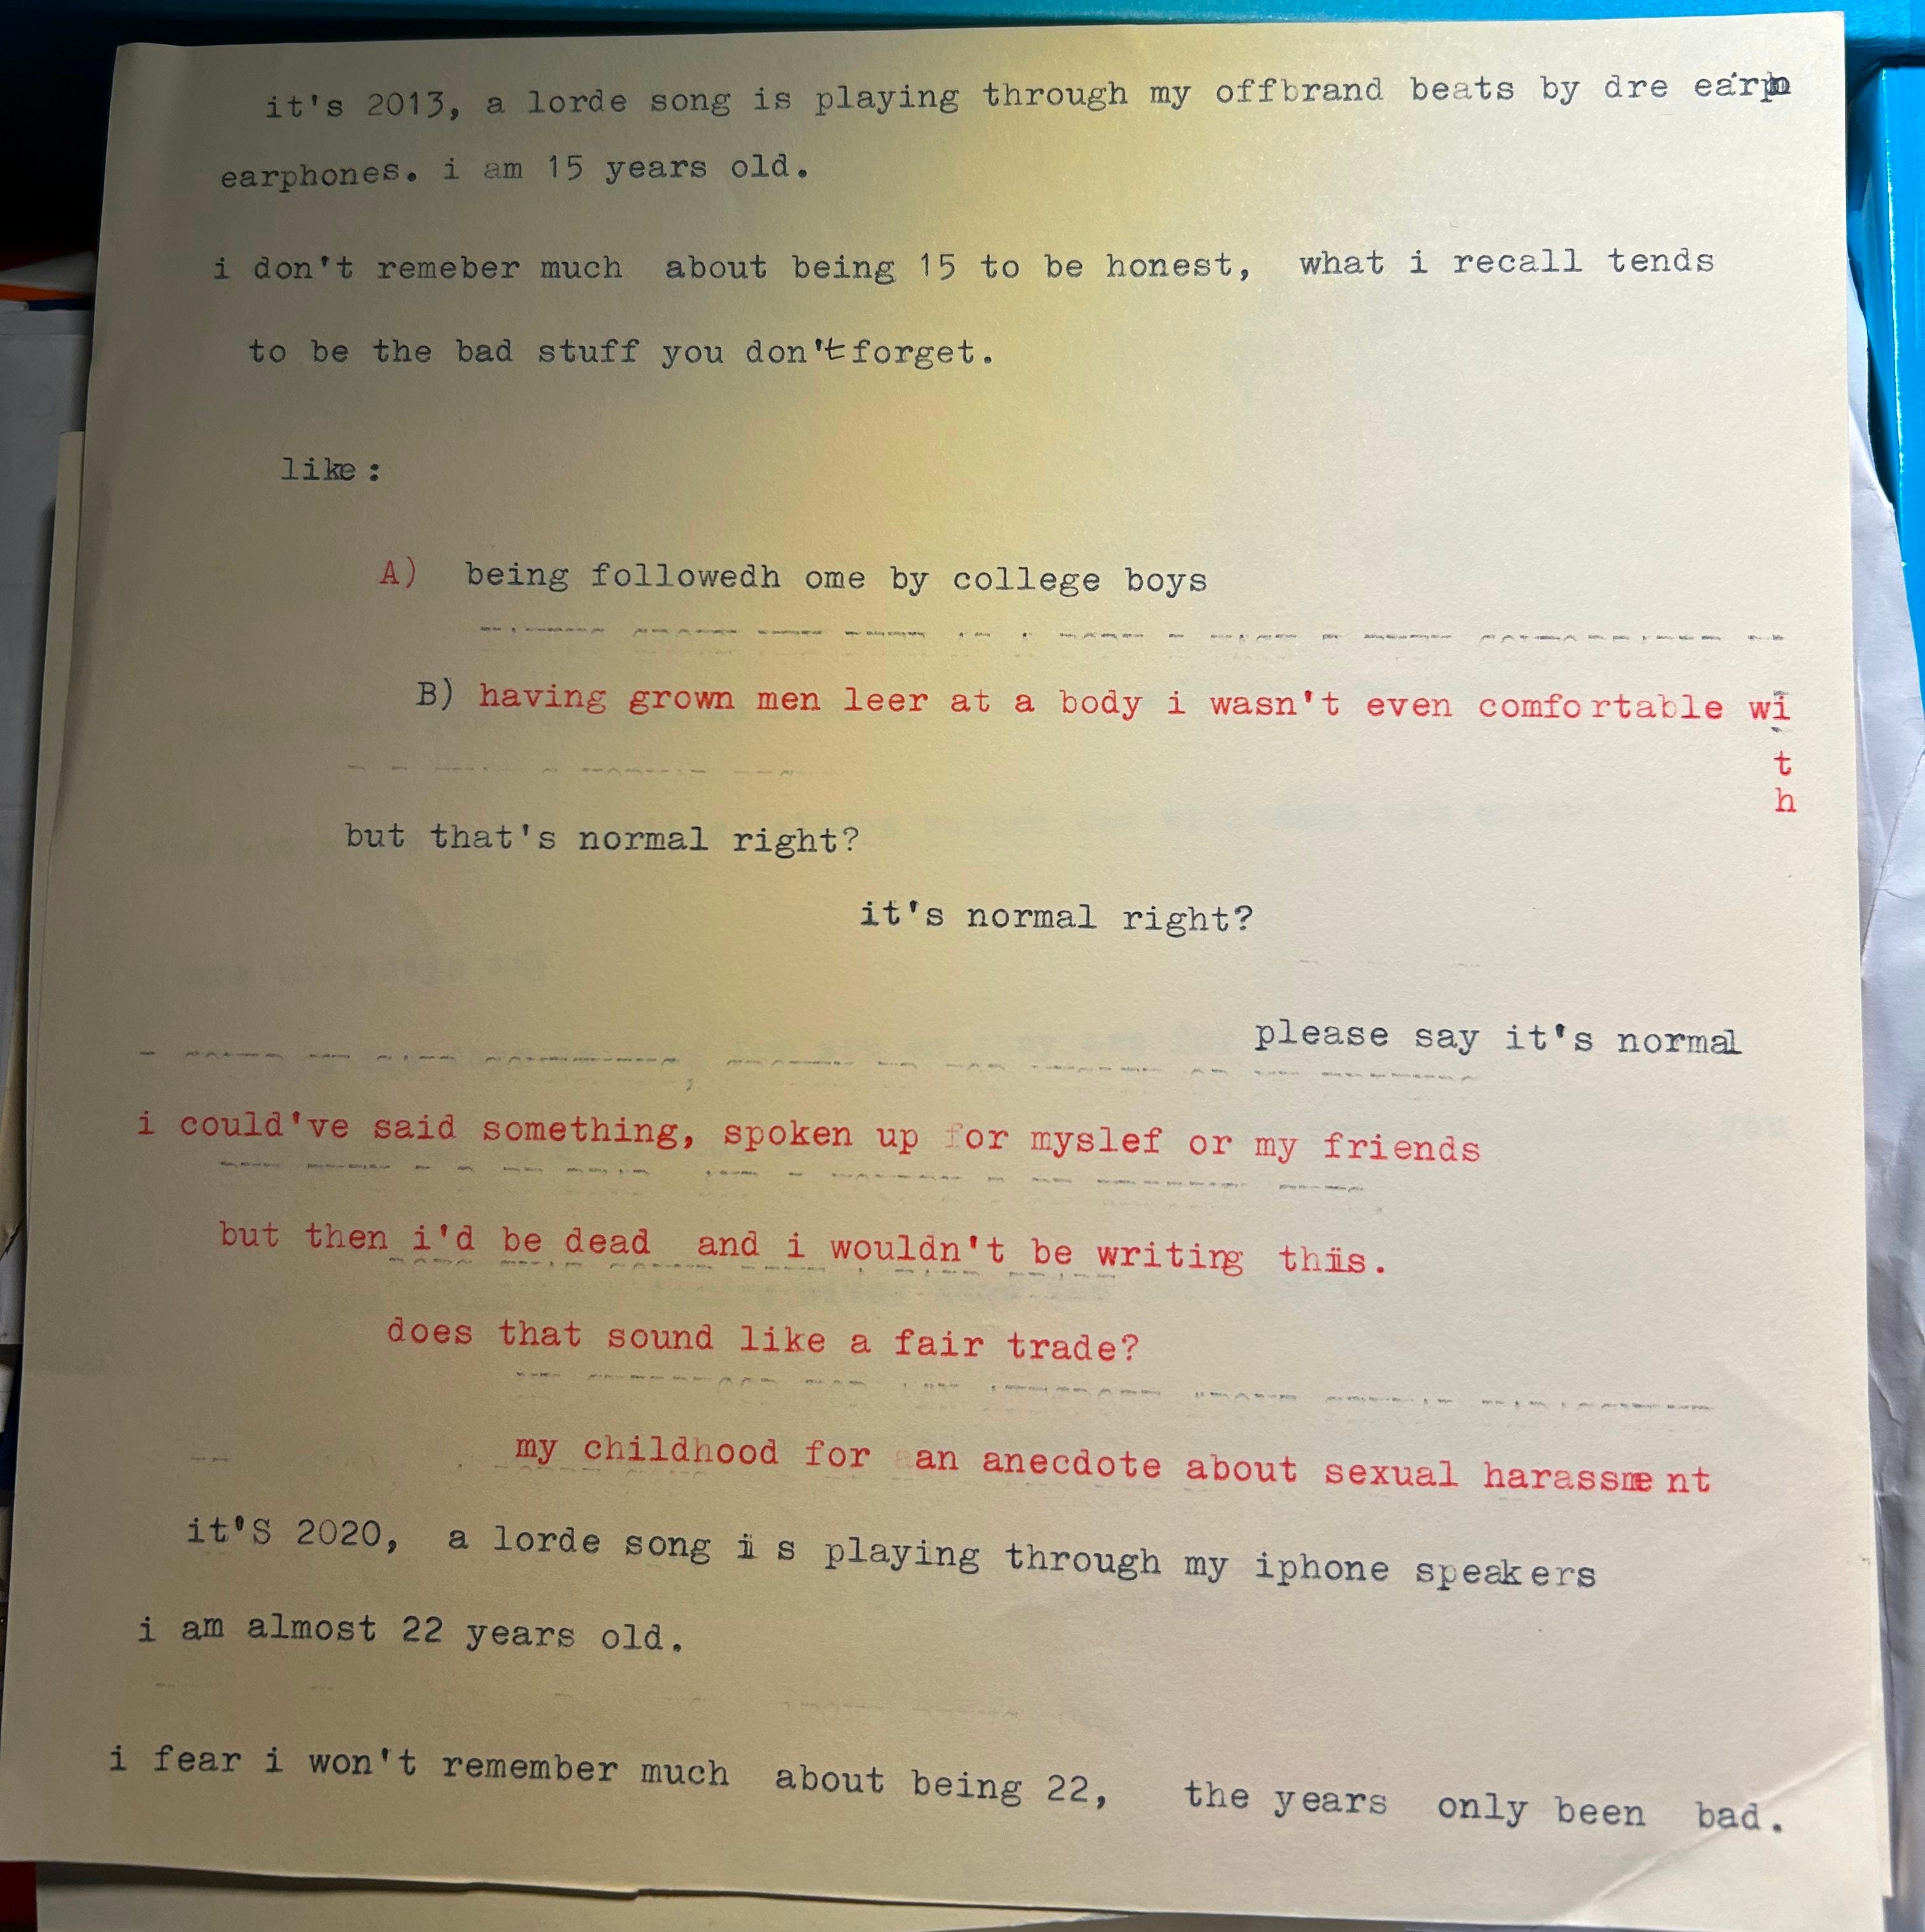 it's 2013, a lorde song is playing through my offbrand beats by dre earp
earphones. i am 15 years old.
i don't remeber much about being 15 to be honest, what i recall tends
to be the bad stuff you don't forget.
like:
A) being followedh ome by college boys
B) having grown men leer at a body i wasn't even comfortable wi
t
h
but that's normal right?
it's normal right?
please say it's normal
i could've said something, spoken up for myslef or my friends
but then i'd be dead and i wouldn't be writing this.
does that sound like a fair trade?
my childhood for an anecdote about sexual harassment
it'S 2020, a lorde song is playing through my iphone speakers
i am almost 22 years old.
i fear i won't remember much about being 22, the years only been bad.